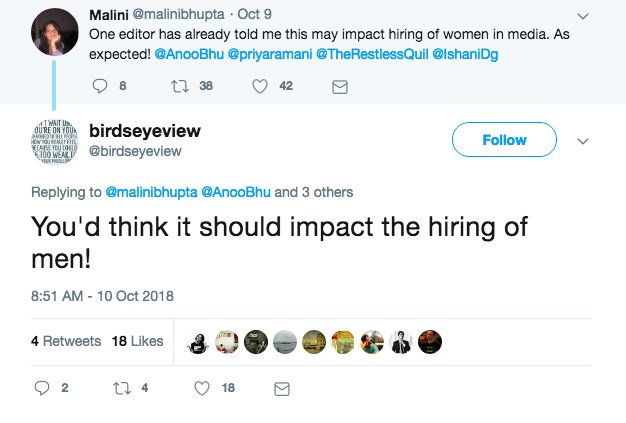 Malini @malinibhupta · Oct 9
One editor has already told me this may impact hiring of women in media. As
expected! @AnooBhu @priyaramani @TheRestlessQuil @IshaniDg
8 38 42
birdseyeview
@birdseyeview
Follow
Replying to @malinibhupta @AnooBhu and 3 others
You'd think it should impact the hiring of
men!
8:51 AM - 10 Oct 2018
4 Retweets 18 Likes
2 4 18